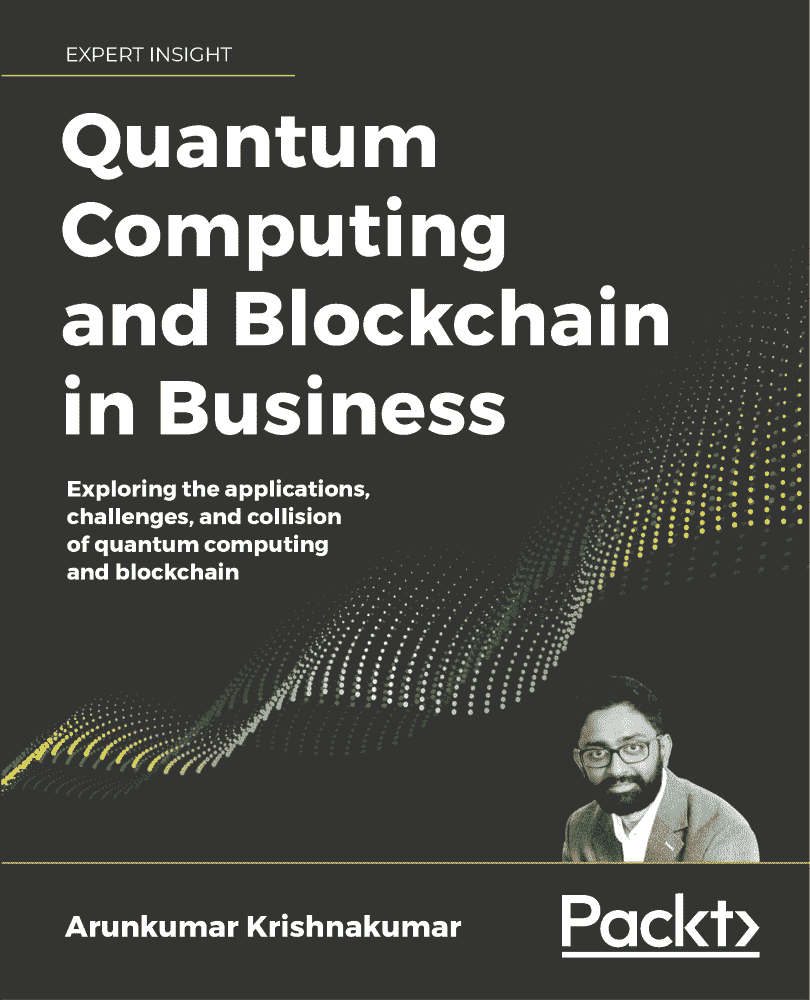 EXPERT INSIGHT
Quantum
Computing
and Blockchain
in Business
Exploring the applications,
challenges, and collision
of quantum computing
and blockchain
Arunkumar Krishnakumar
Packt>